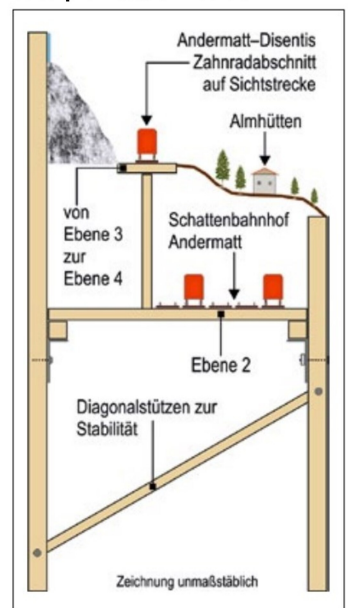 Andermatt–Disentis
Zahnradabschnitt
auf Sichtstrecke
Almhütten
von
Ebene 3
zur
Ebene 4
Schattenbahnhof
Andermatt
Ebene 2
Diagonalstützen zur
Stabilität
Zeichnung unmaßstäblich